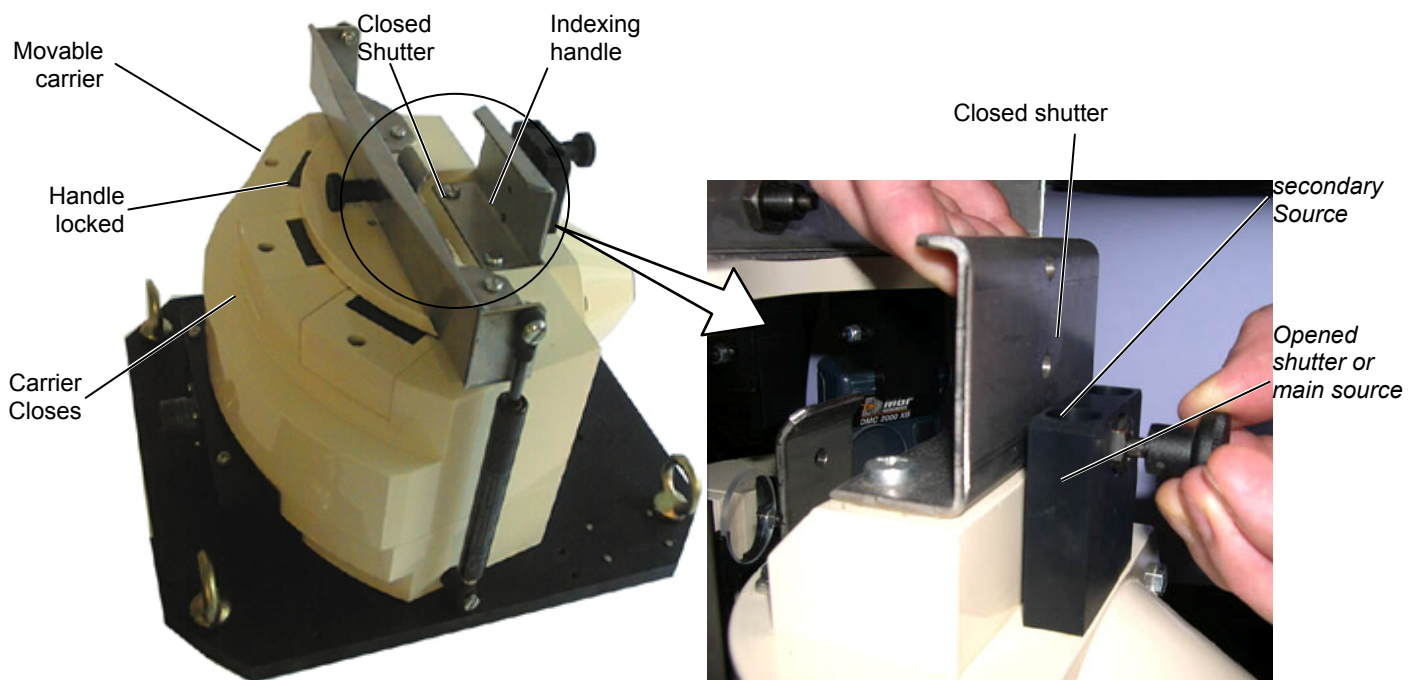 Closed
Shutter
Indexing
handle
Movable
carrier
Handle
locked
Carrier
Closes
Closed shutter
secondary
Source
Opened
shutter or
main source
DMC 2000 XB